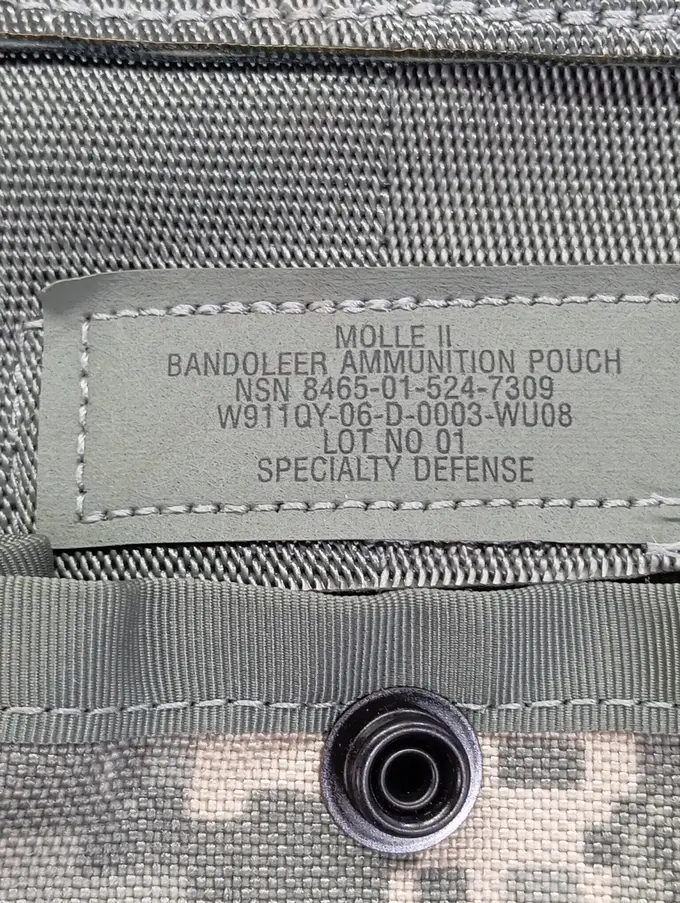 MOLLE II
BANDOLEER AMMUNITION POUCH
NSN 8465-01-524-7309
W911QY-06-D-0003-WU08
LOT NO 01
SPECIALTY DEFENSE